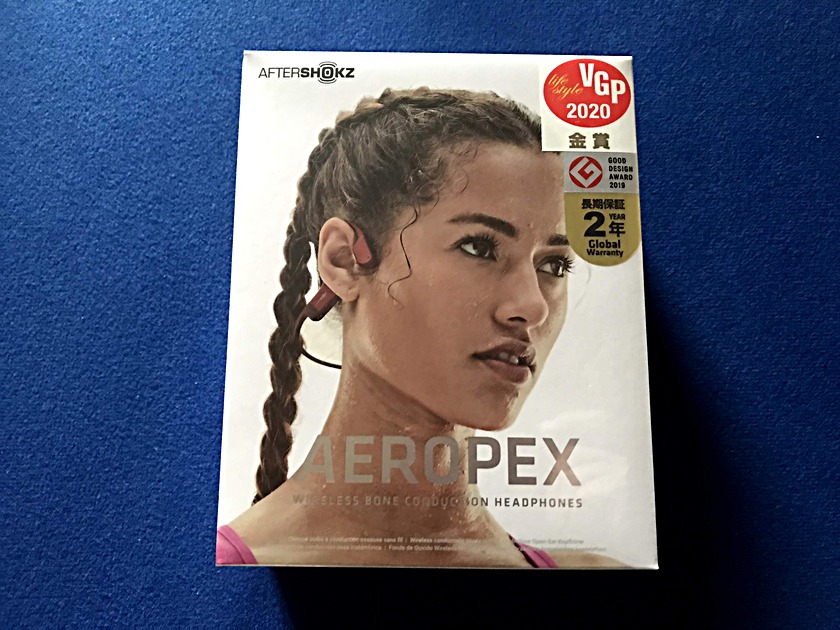 AFTERSHOKZ
life style VGP
2020
金賞
GOOD
DESIGN
AWARD
2019
長期保証
2 YEAR 年
Global
Warranty
AEROPEX
WIRELESS BONE CONDUCTION HEADPHONES